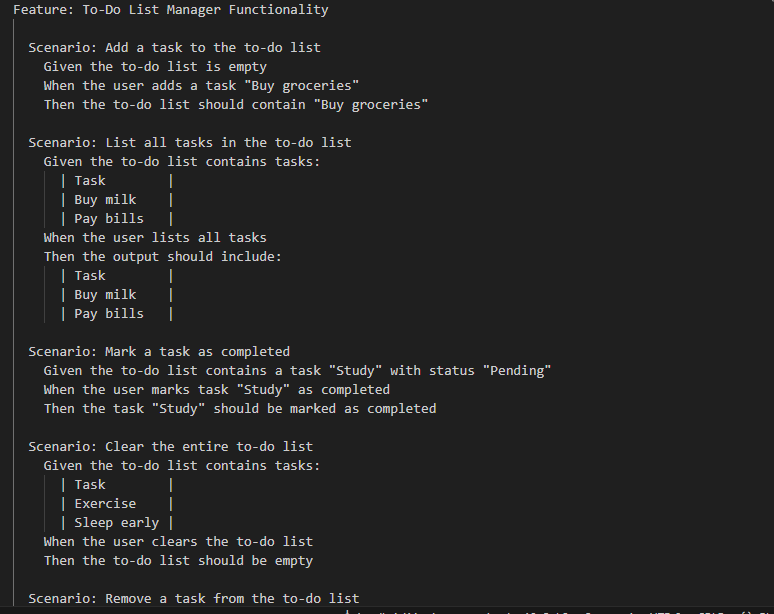 Feature: To-Do List Manager Functionality
Scenario: Add a task to the to-do list
Given the to-do list is empty
When the user adds a task "Buy groceries"
Then the to-do list should contain "Buy groceries"
Scenario: List all tasks in the to-do list
Given the to-do list contains tasks:
| Task |
| Buy milk |
| Pay bills |
When the user lists all tasks
Then the output should include:
| Task |
| Buy milk |
| Pay bills |
Scenario: Mark a task as completed
Given the to-do list contains a task "Study" with status "Pending"
When the user marks task "Study" as completed
Then the task "Study" should be marked as completed
Scenario: Clear the entire to-do list
Given the to-do list contains tasks:
| Task |
| Exercise |
| Sleep early |
When the user clears the to-do list
Then the to-do list should be empty
Scenario: Remove a task from the to-do list